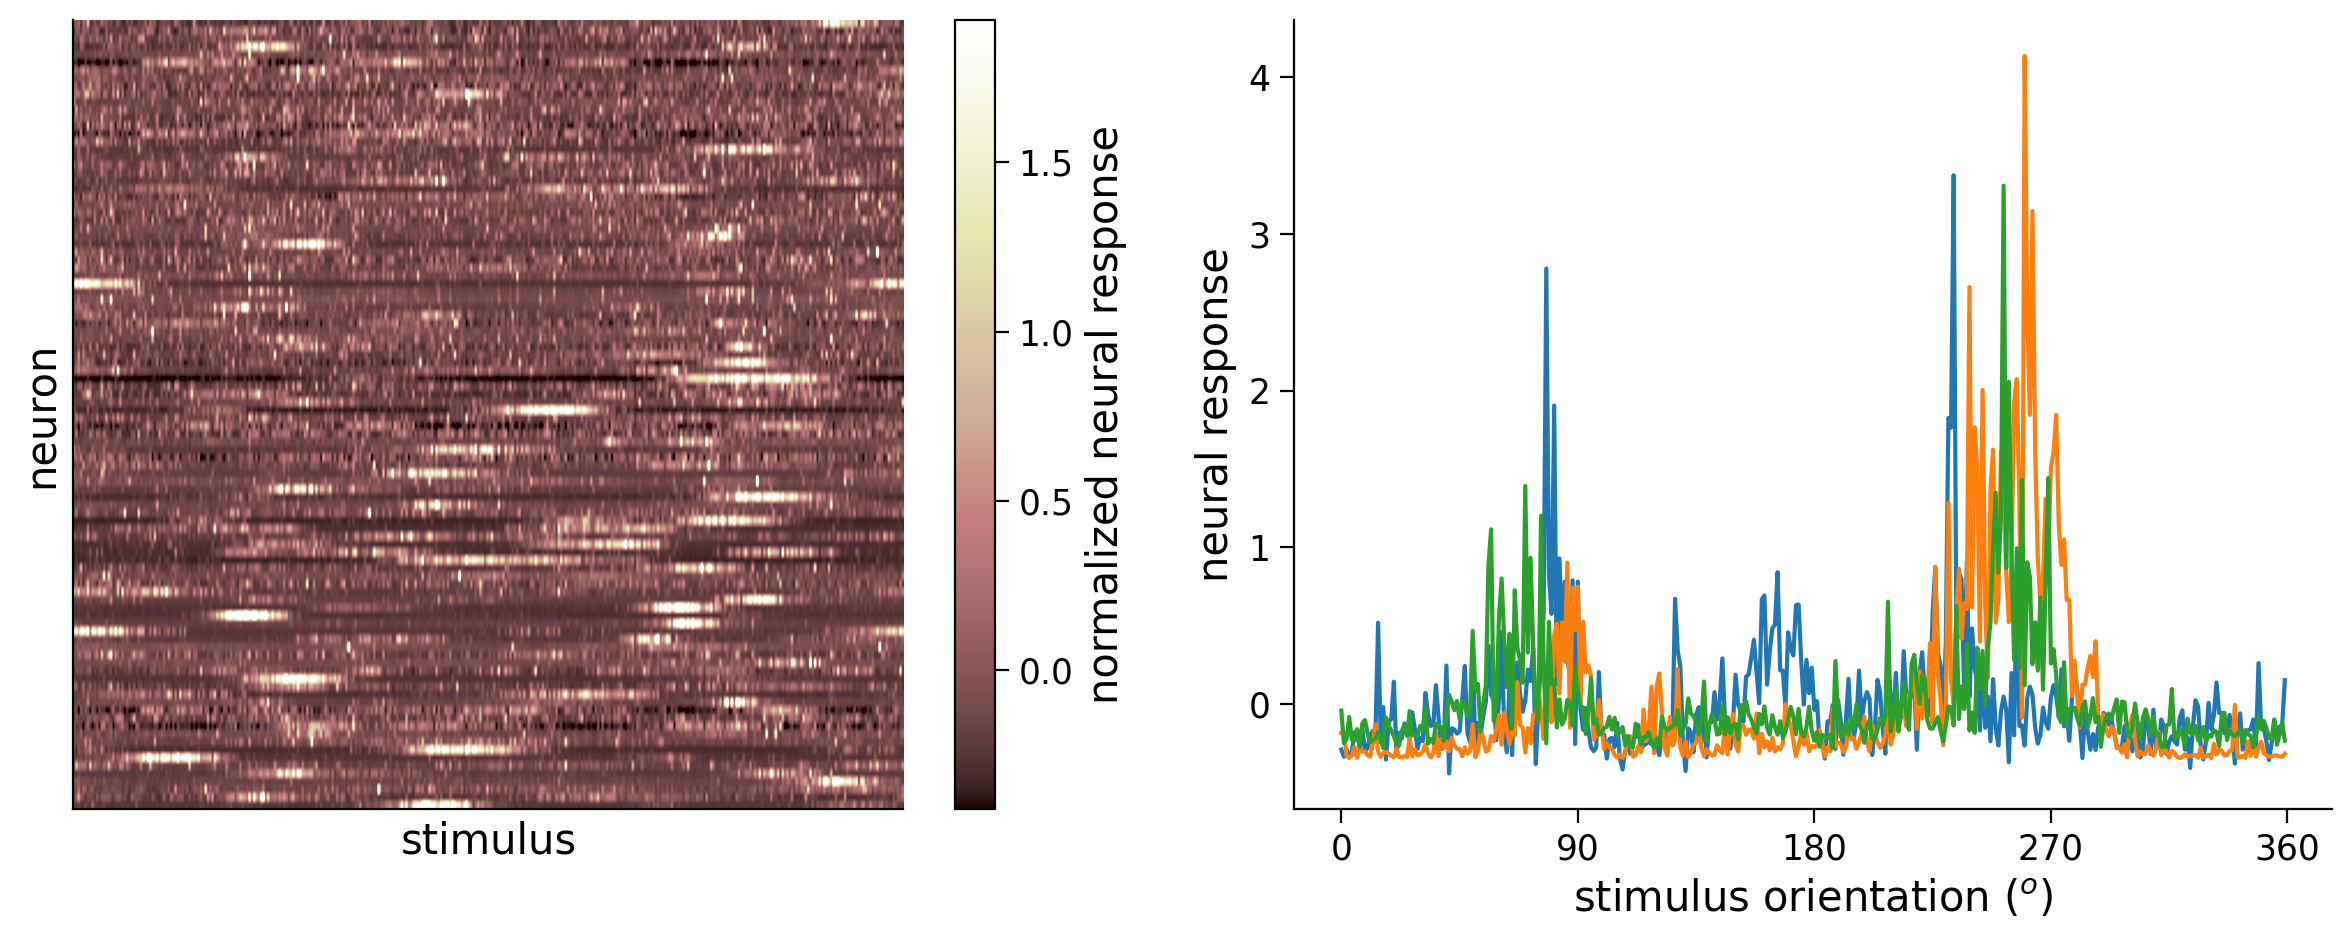 neuron
stimulus
1.5
1.0
0.5
0.0
normalized neural response
neural response
4
3
2
1
0
0 90 180 270 360
stimulus orientation (°)